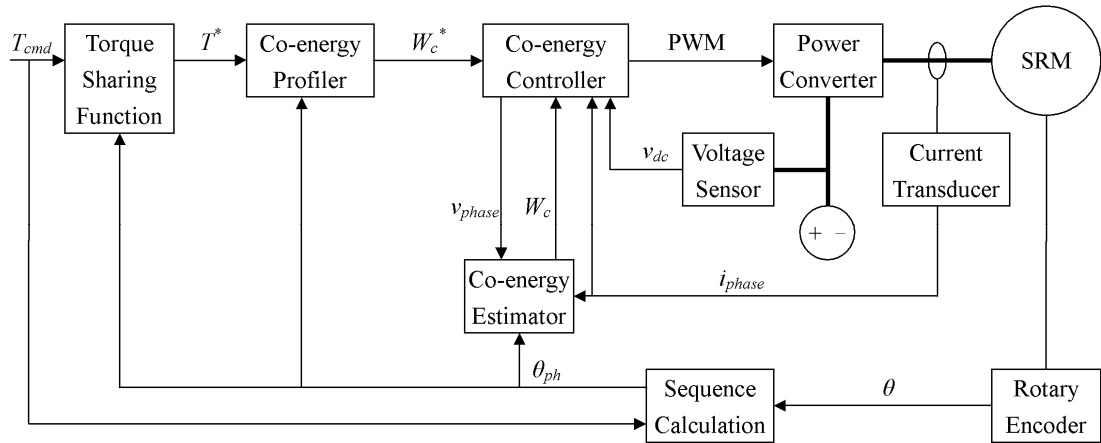 T_cmd
Torque
Sharing
Function
T*
Co-energy
Profiler
W_c*
Co-energy
Controller
PWM
Power
Converter
SRM
v_dc
Voltage
Sensor
Current
Transducer
v_phase
W_c
+ –
Co-energy
Estimator
i_phase
θ_ph
Sequence
Calculation
θ
Rotary
Encoder